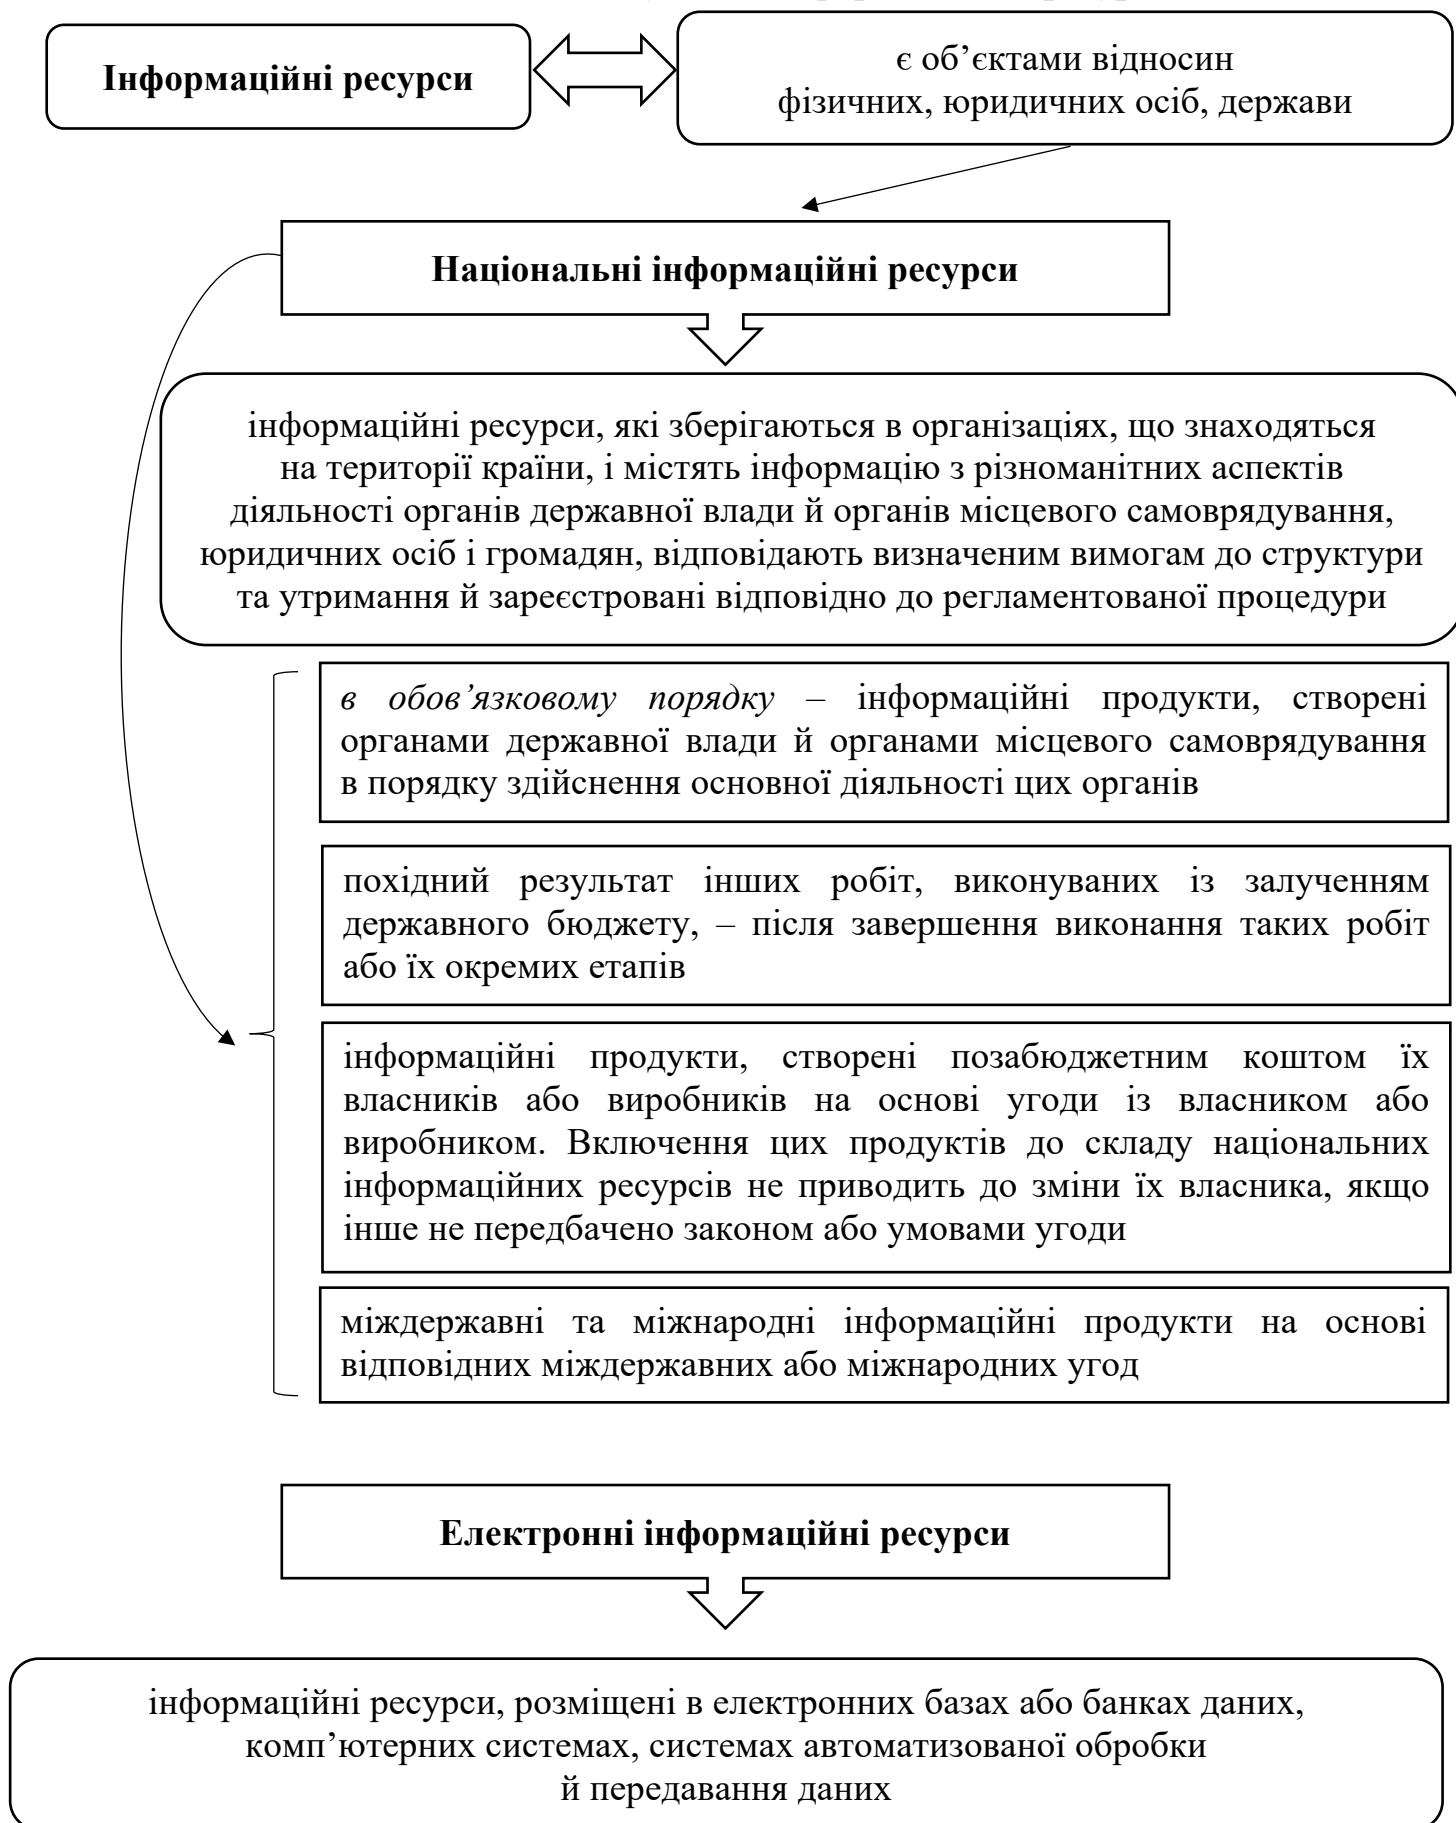 Інформаційні ресурси
є об’єктами відносин
фізичних, юридичних осіб, держави
Національні інформаційні ресурси
інформаційні ресурси, які зберігаються в організаціях, що знаходяться
на території країни, і містять інформацію з різноманітних аспектів
діяльності органів державної влади й органів місцевого самоврядування,
юридичних осіб і громадян, відповідають визначеним вимогам до структури
та утримання й зареєстровані відповідно до регламентованої процедури
в обов’язковому порядку – інформаційні продукти, створені
органами державної влади й органами місцевого самоврядування
в порядку здійснення основної діяльності цих органів
похідний результат інших робіт, виконуваних із залученням
державного бюджету, – після завершення виконання таких робіт
або їх окремих етапів
інформаційні продукти, створені позабюджетним коштом їх
власників або виробників на основі угоди із власником або
виробником. Включення цих продуктів до складу національних
інформаційних ресурсів не приводить до зміни їх власника, якщо
інше не передбачено законом або умовами угоди
міждержавні та міжнародні інформаційні продукти на основі
відповідних міждержавних або міжнародних угод
Електронні інформаційні ресурси
інформаційні ресурси, розміщені в електронних базах або банках даних,
комп’ютерних системах, системах автоматизованої обробки
й передавання даних